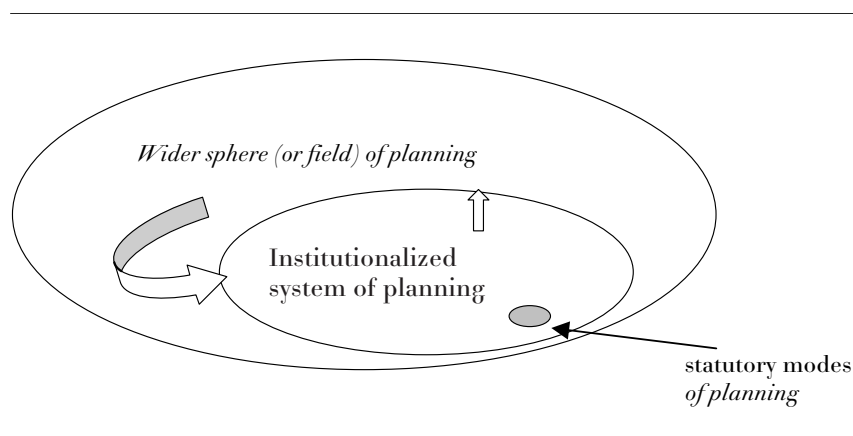 Wider sphere (or field) of planning
Institutionalized
system of planning
statutory modes
of planning